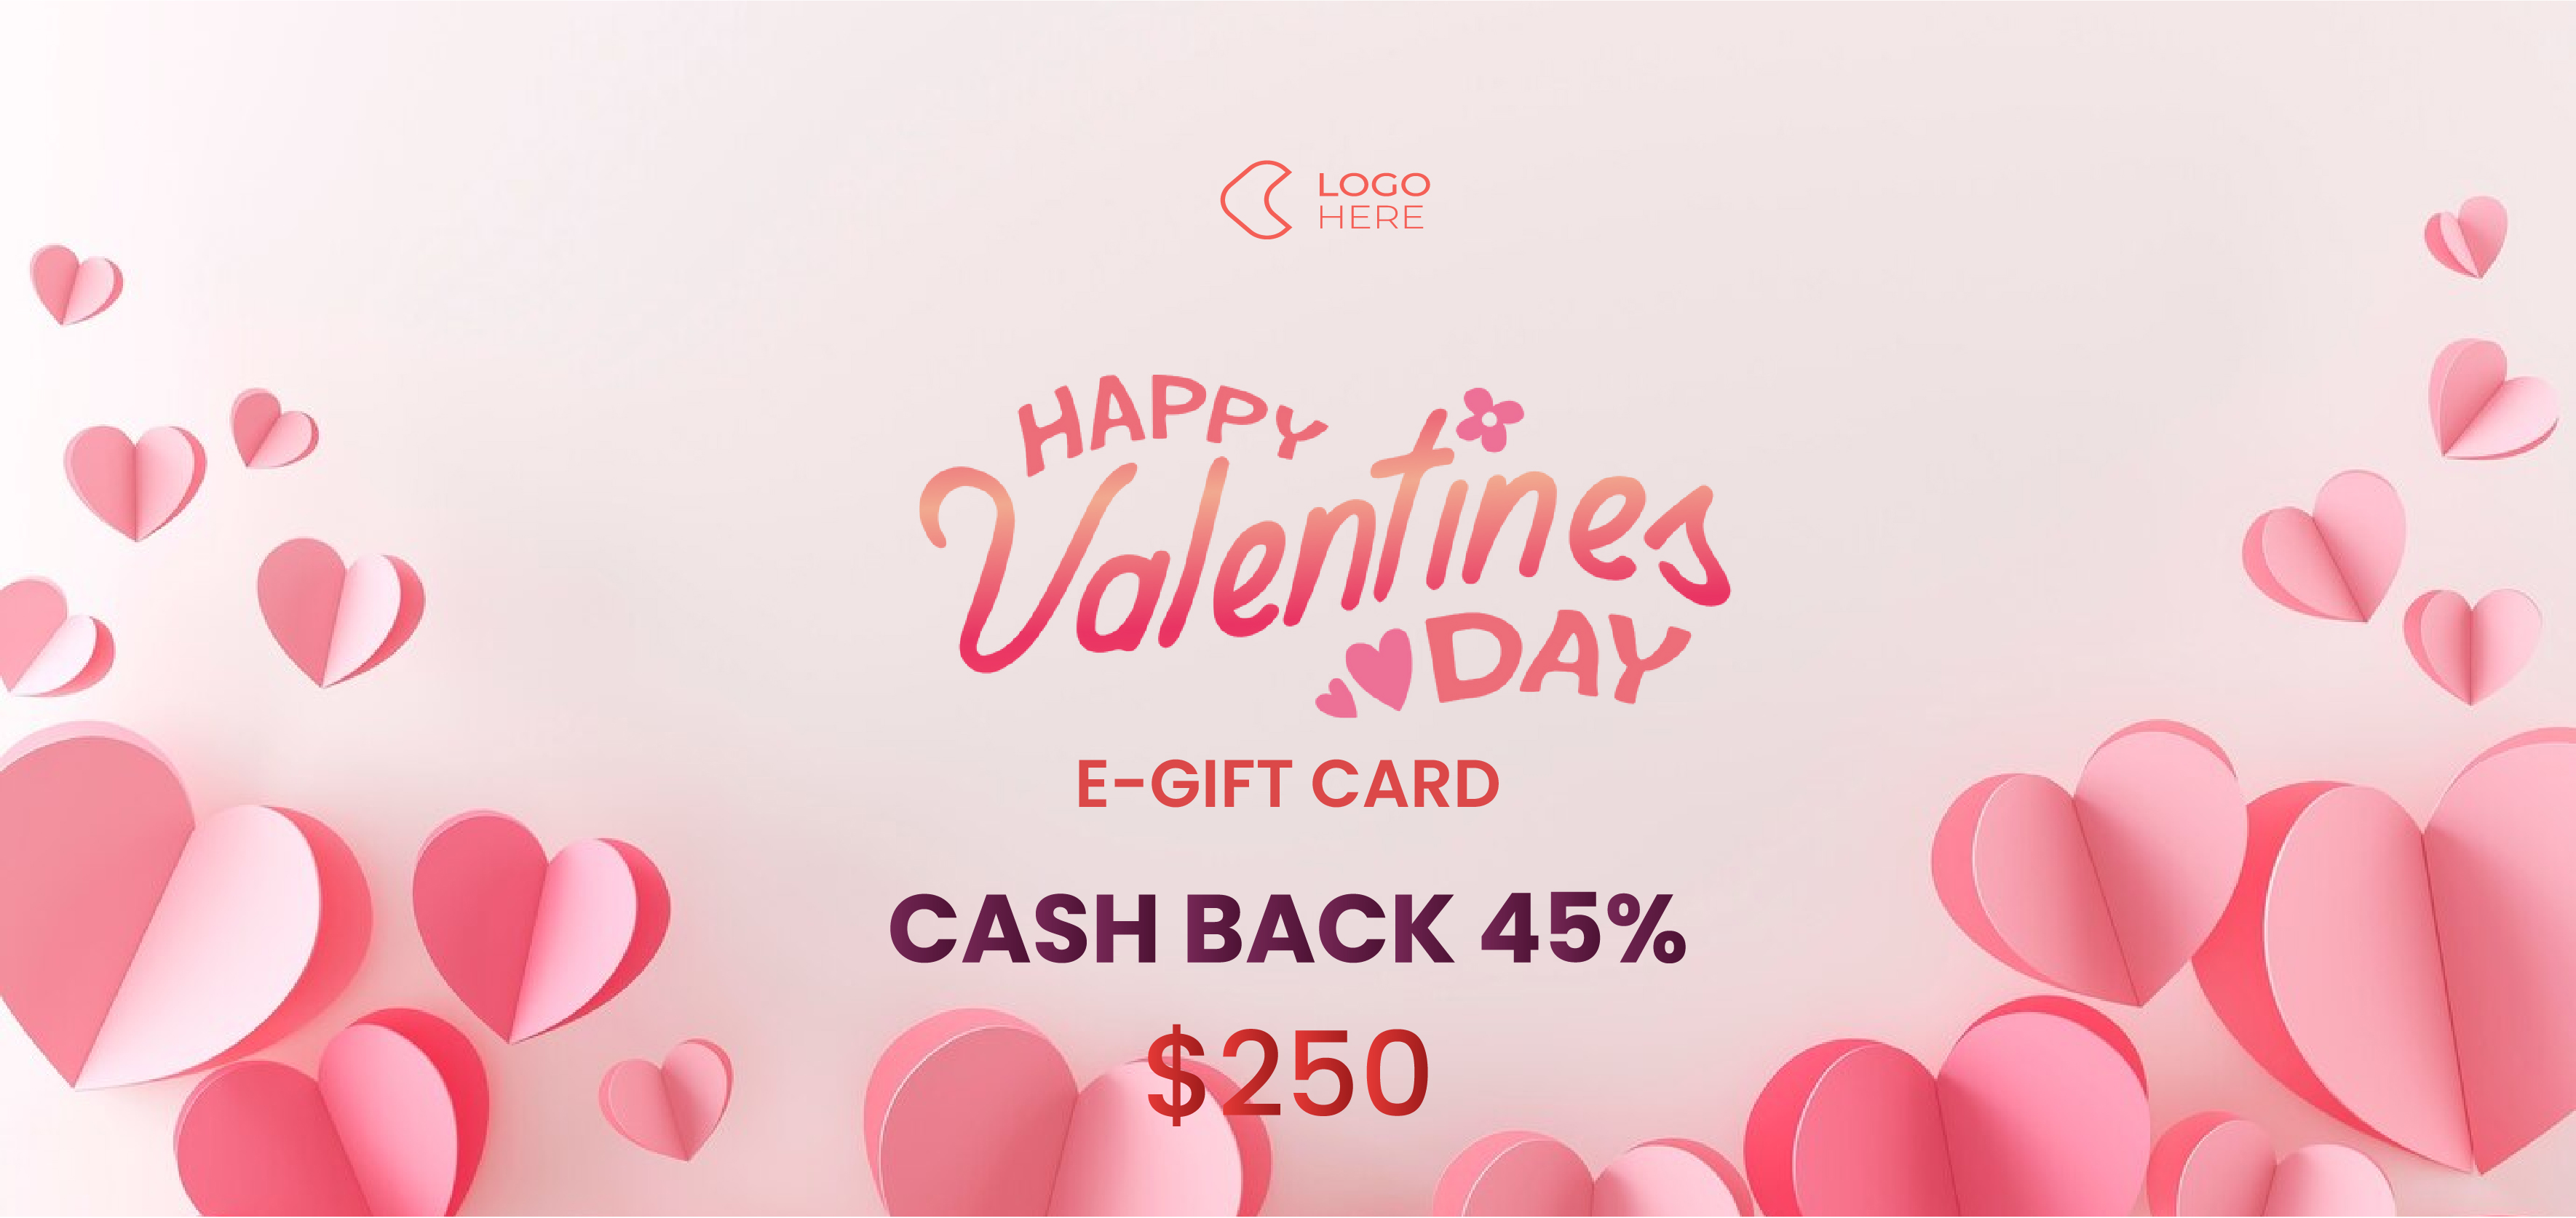 LOGO
HERE
HAPPY
Valentines
DAY
E-GIFT CARD
CASH BACK 45%
$250